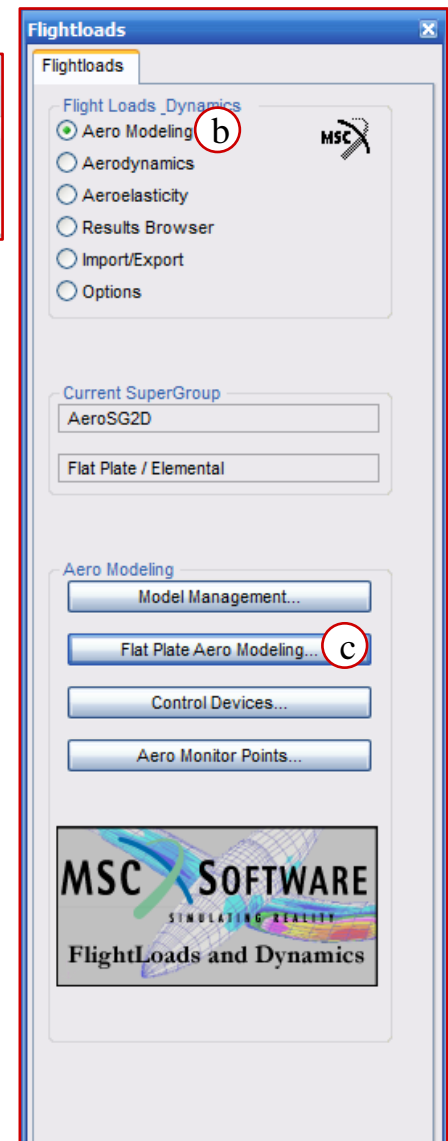 Flightloads
Flightloads
Flight Loads _Dynamics
Aero Modeling b
MSC
Aerodynamics
Aeroelasticity
Results Browser
Import/Export
Options
Current SuperGroup
AeroSG2D
Flat Plate / Elemental
Aero Modeling
Model Management...
Flat Plate Aero Modeling... c
Control Devices...
Aero Monitor Points...
MSC SOFTWARE
SIMULATING REALITY
FlightLoads and Dynamics